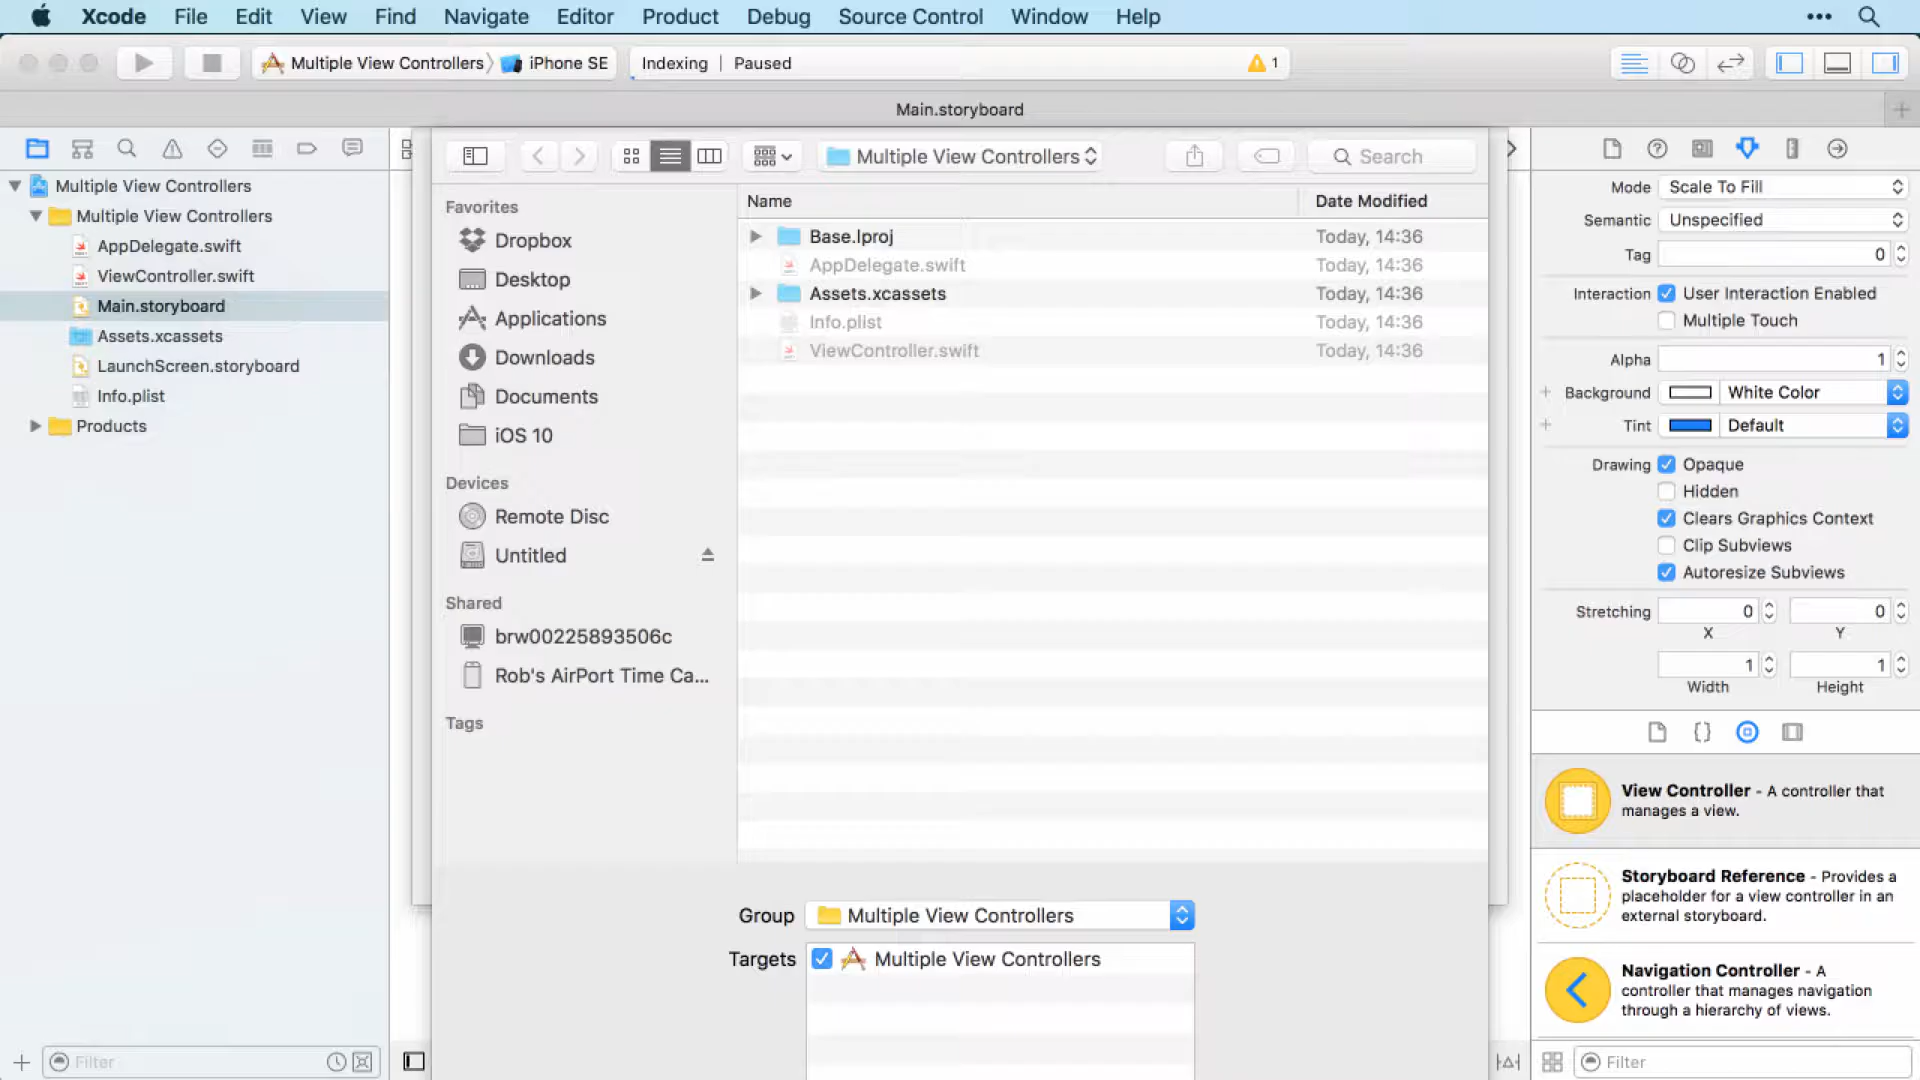 Xcode File Edit View Find Navigate Editor Product Debug Source Control Window Help
Multiple View Controllers iPhone SE Indexing | Paused 1
Main.storyboard
Multiple View Controllers
Multiple View Controllers
AppDelegate.swift
ViewController.swift
Main.storyboard
Assets.xcassets
LaunchScreen.storyboard
Info.plist
Products
Filter
Multiple View Controllers Search
Favorites
Dropbox
Desktop
Applications
Downloads
Documents
iOS 10
Devices
Remote Disc
Untitled
Shared
brw00225893506c
Rob's AirPort Time Ca...
Tags
Name Date Modified
Base.lproj Today, 14:36
AppDelegate.swift Today, 14:36
Assets.xcassets Today, 14:36
Info.plist Today, 14:36
ViewController.swift Today, 14:36
Group Multiple View Controllers
Targets Multiple View Controllers
Mode Scale To Fill
Semantic Unspecified
Tag 0
Interaction User Interaction Enabled
Multiple Touch
Alpha 1
Background White Color
Tint Default
Drawing Opaque
Hidden
Clears Graphics Context
Clip Subviews
Autoresize Subviews
Stretching 0 0
X Y
1 1
Width Height
View Controller - A controller that
manages a view.
Storyboard Reference - Provides a
placeholder for a view controller in an
external storyboard.
Navigation Controller - A
controller that manages navigation
through a hierarchy of views.
Filter